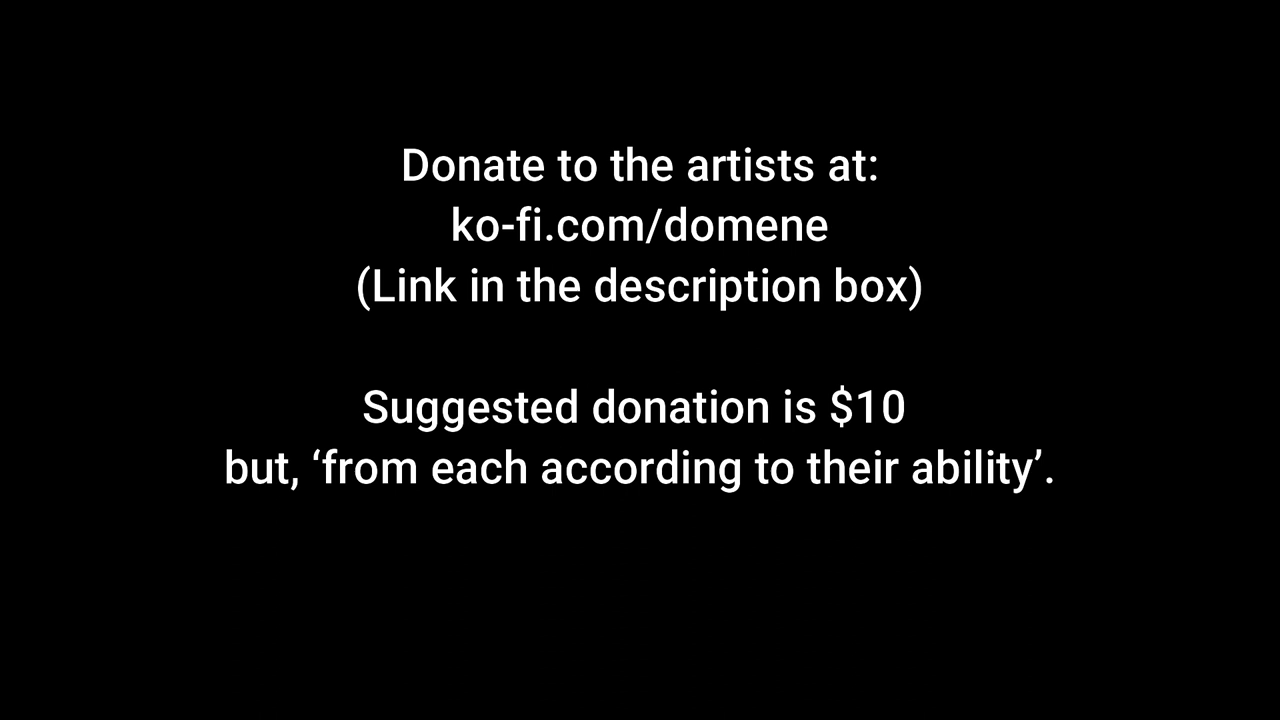 Donate to the artists at:
ko-fi.com/domene
(Link in the description box)
Suggested donation is $10
but, ‘from each according to their ability’.